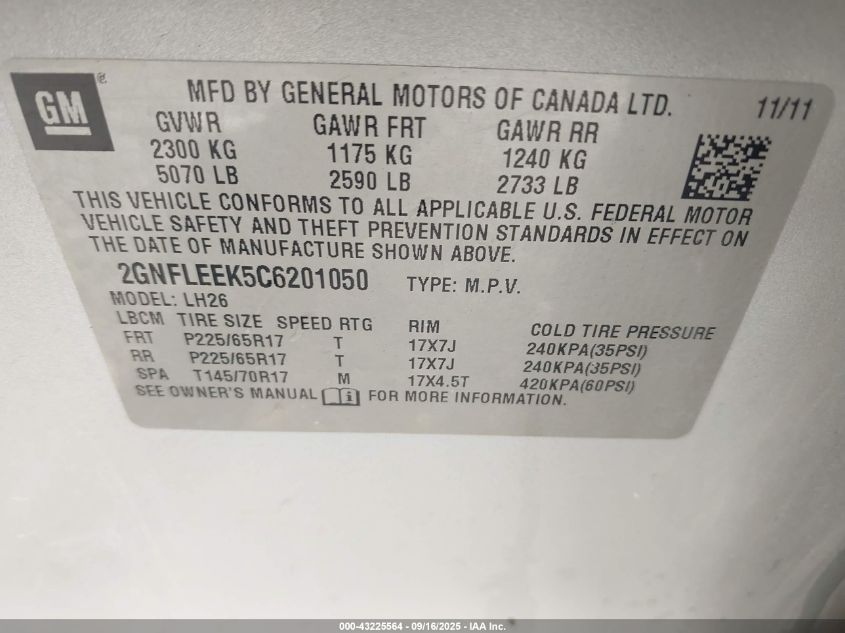 GM ®
MFD BY GENERAL MOTORS OF CANADA LTD. 11/11
GVWR GAWR FRT GAWR RR
2300 KG 1175 KG 1240 KG
5070 LB 2590 LB 2733 LB
THIS VEHICLE CONFORMS TO ALL APPLICABLE U.S. FEDERAL MOTOR
VEHICLE SAFETY AND THEFT PREVENTION STANDARDS IN EFFECT ON
THE DATE OF MANUFACTURE SHOWN ABOVE.
2GNFLEEK5C6201050 TYPE: M.P.V.
MODEL: LH26
LBCM TIRE SIZE SPEED RTG RIM COLD TIRE PRESSURE
FRT P225/65R17 T 17X7J 240KPA(35PSI)
RR P225/65R17 T 17X7J 240KPA(35PSI)
SPA T145/70R17 M 17X4.5T 420KPA(60PSI)
SEE OWNER'S MANUAL FOR MORE INFORMATION.
000-43225564 - 09/16/2025 - IAA Inc.